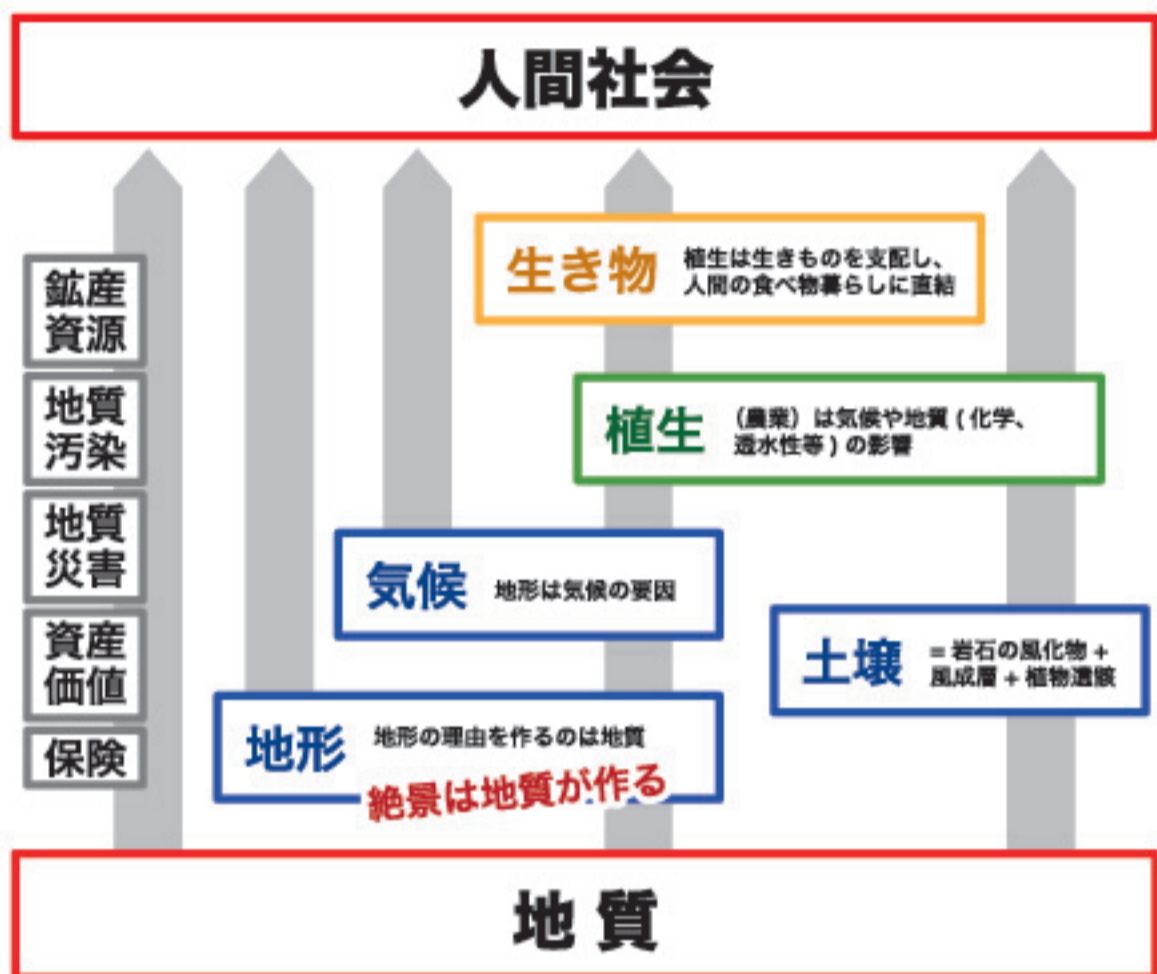 人間社会
生き物
植生は生きものを支配し、
人間の食べ物暮らしに直結
鉱産
資源
植生
（農業）は気候や地質 ( 化学、
透水性等 ) の影響
地質
汚染
地質
災害
気候
地形は気候の要因
土壌
= 岩石の風化物 +
風成層 + 植物遺骸
資産
価値
地形
地形の理由を作るのは地質
保険
絶景は地質が作る
地 質